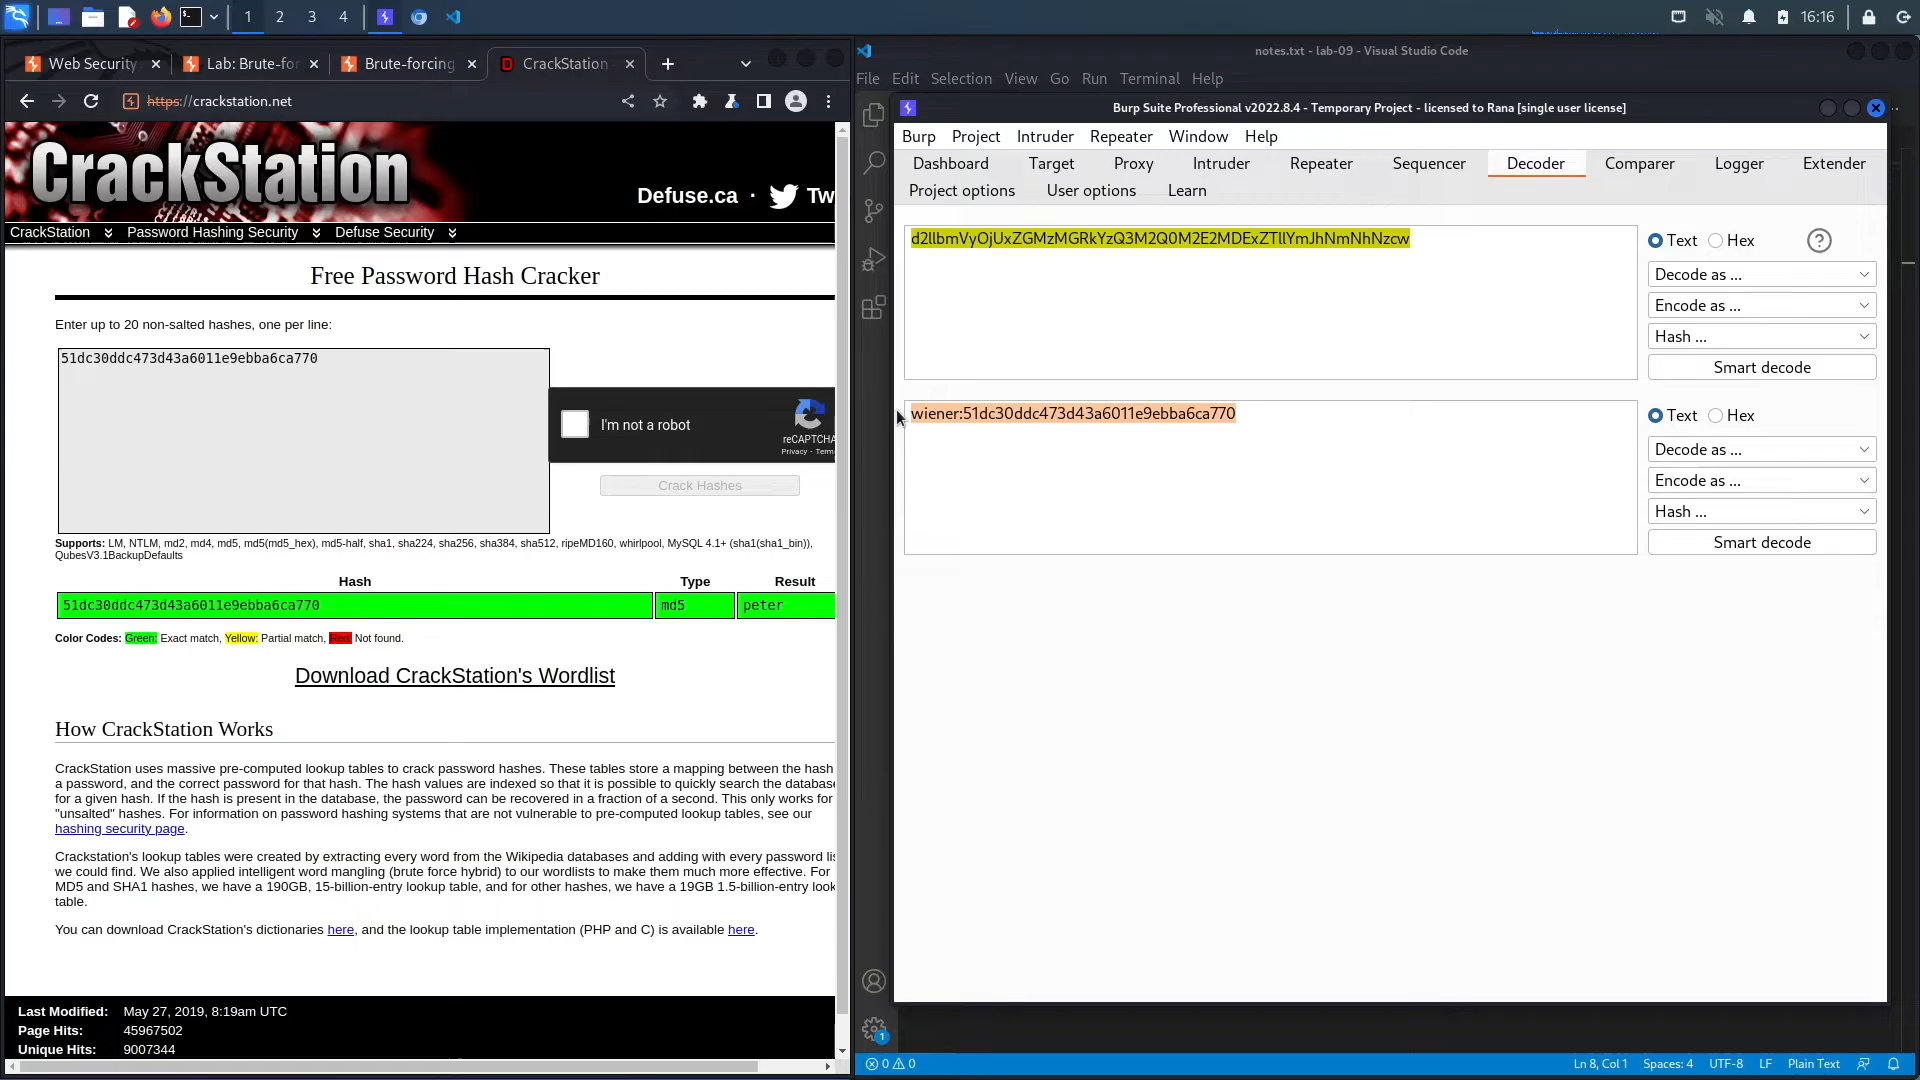 1 2 3 4 16:16
Web Security Lab: Brute-for Brute-forcing CrackStation
https://crackstation.net
CrackStation
Defuse.ca · Tw
CrackStation Password Hashing Security Defuse Security
Free Password Hash Cracker
Enter up to 20 non-salted hashes, one per line:
51dc30ddc473d43a6011e9ebba6ca770
I'm not a robot
reCAPTCHA
Privacy - Term
Crack Hashes
Supports: LM, NTLM, md2, md4, md5, md5(md5_hex), md5-half, sha1, sha224, sha256, sha384, sha512, ripeMD160, whirlpool, MySQL 4.1+ (sha1(sha1_bin)),
QubesV3.1BackupDefaults
Hash Type Result
51dc30ddc473d43a6011e9ebba6ca770 md5 peter
Color Codes: Green: Exact match, Yellow: Partial match, Red: Not found.
Download CrackStation's Wordlist
How CrackStation Works
CrackStation uses massive pre-computed lookup tables to crack password hashes. These tables store a mapping between the hash
a password, and the correct password for that hash. The hash values are indexed so that it is possible to quickly search the database
for a given hash. If the hash is present in the database, the password can be recovered in a fraction of a second. This only works for
"unsalted" hashes. For information on password hashing systems that are not vulnerable to pre-computed lookup tables, see our
hashing security page.
Crackstation's lookup tables were created by extracting every word from the Wikipedia databases and adding with every password lis
we could find. We also applied intelligent word mangling (brute force hybrid) to our wordlists to make them much more effective. For
MD5 and SHA1 hashes, we have a 190GB, 15-billion-entry lookup table, and for other hashes, we have a 19GB 1.5-billion-entry look
table.
You can download CrackStation's dictionaries here, and the lookup table implementation (PHP and C) is available here.
Last Modified: May 27, 2019, 8:19am UTC
Page Hits: 45967502
Unique Hits: 9007344
notes.txt - lab-09 - Visual Studio Code
File Edit Selection View Go Run Terminal Help
Burp Suite Professional v2022.8.4 - Temporary Project - licensed to Rana [single user license]
Burp Project Intruder Repeater Window Help
Dashboard Target Proxy Intruder Repeater Sequencer Decoder Comparer Logger Extender
Project options User options Learn
d2llbmVyOjUxZGMzMGRkYzQ3M2Q0M2E2MDExZTllYmJhNmNhNzcw
Text Hex
Decode as ...
Encode as ...
Hash ...
Smart decode
wiener:51dc30ddc473d43a6011e9ebba6ca770
Text Hex
Decode as ...
Encode as ...
Hash ...
Smart decode
1
0 0 Ln 8, Col 1 Spaces: 4 UTF-8 LF Plain Text